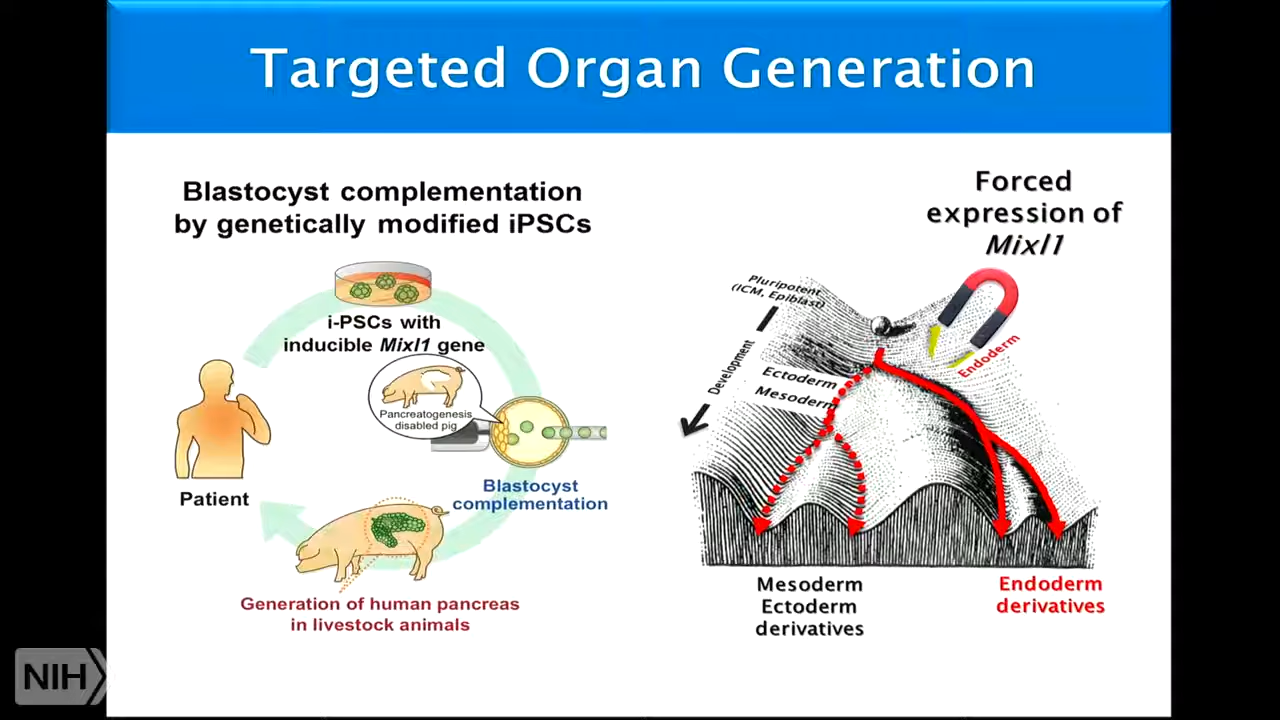 Targeted Organ Generation
Blastocyst complementation
by genetically modified iPSCs
i-PSCs with
inducible Mixl1 gene
Pancreatogenesis
disabled pig
Patient
Blastocyst
complementation
Generation of human pancreas
in livestock animals
Forced
expression of
Mixl1
Pluripotent
(ICM, Epiblast)
Development
Ectoderm
Mesoderm
Endoderm
Mesoderm
Ectoderm
derivatives
Endoderm
derivatives
NIH